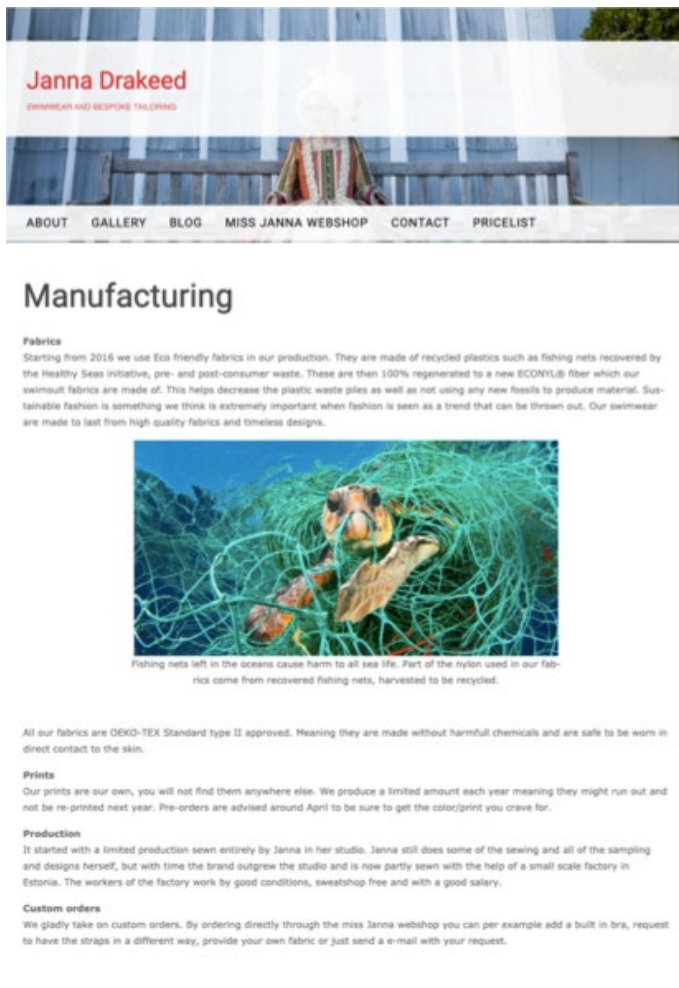 Janna Drakeed
SWIMWEAR AND BESPOKE TAILORING
ABOUT GALLERY BLOG MISS JANNA WEBSHOP CONTACT PRICELIST
Manufacturing
Fabrics
Starting from 2016 we use Eco friendly fabrics in our production. They are made of recycled plastics such as fishing nets recovered by
the Healthy Seas initiative, pre- and post-consumer waste. These are then 100% regenerated to a new ECONYL® fiber which our
swimsuit fabrics are made of. This helps decrease the plastic waste piles as well as not using any new fossils to produce material. Sus-
tainable fashion is something we think is extremely important when fashion is seen as a trend that can be thrown out. Our swimwear
are made to last from high quality fabrics and timeless designs.
Fishing nets left in the oceans cause harm to all sea life. Part of the nylon used in our fab-
rics come from recovered fishing nets, harvested to be recycled.
All our fabrics are OEKO-TEX Standard type II approved. Meaning they are made without harmfull chemicals and are safe to be worn in
direct contact to the skin.
Prints
Our prints are our own, you will not find them anywhere else. We produce a limited amount each year meaning they might run out and
not be re-printed next year. Pre-orders are advised around April to be sure to get the color/print you crave for.
Production
It started with a limited production sewn entirely by Janna in her studio. Janna still does some of the sewing and all of the sampling
and designs herself, but with time the brand outgrew the studio and is now partly sewn with the help of a small scale factory in
Estonia. The workers of the factory work by good conditions, sweatshop free and with a good salary.
Custom orders
We gladly take on custom orders. By ordering directly through the miss Janna webshop you can per example add a built in bra, request
to have the straps in a different way, provide your own fabric or just send a e-mail with your request.